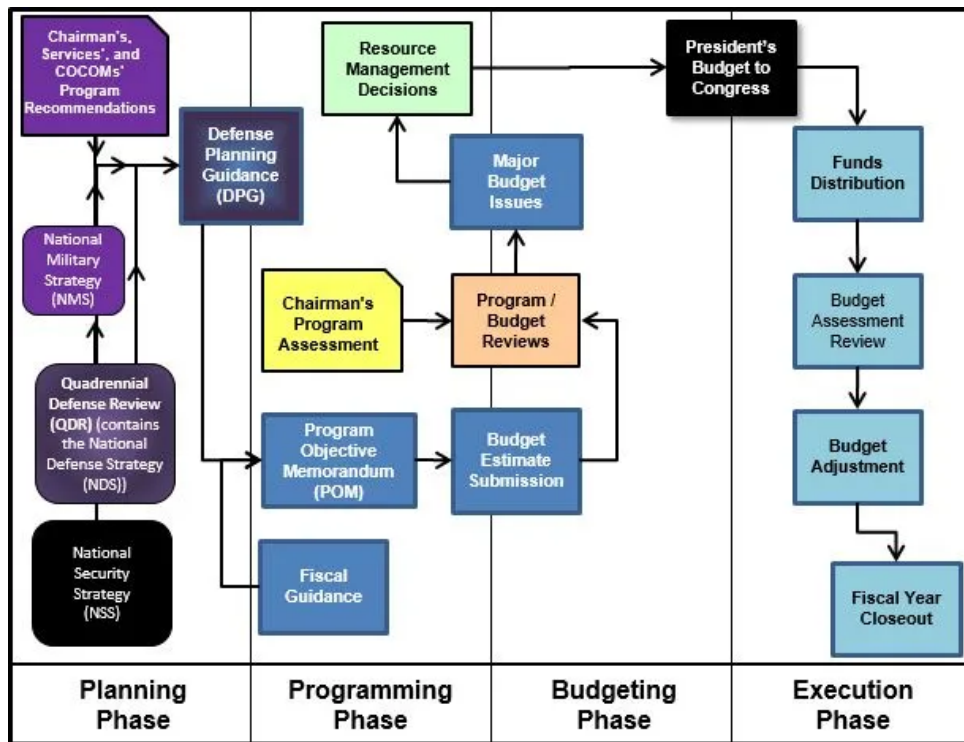 Chairman's,
Services', and
COCOMs'
Program
Recommendations
Defense
Planning
Guidance
(DPG)
National
Military
Strategy
(NMS)
Quadrennial
Defense Review
(QDR) (contains
the National
Defense Strategy
(NDS))
National
Security
Strategy
(NSS)
Resource
Management
Decisions
Major
Budget
Issues
Chairman's
Program
Assessment
Program /
Budget
Reviews
Program
Objective
Memorandum
(POM)
Budget
Estimate
Submission
Fiscal
Guidance
President's
Budget to
Congress
Funds
Distribution
Budget
Assessment
Review
Budget
Adjustment
Fiscal Year
Closeout
Planning
Phase
Programming
Phase
Budgeting
Phase
Execution
Phase